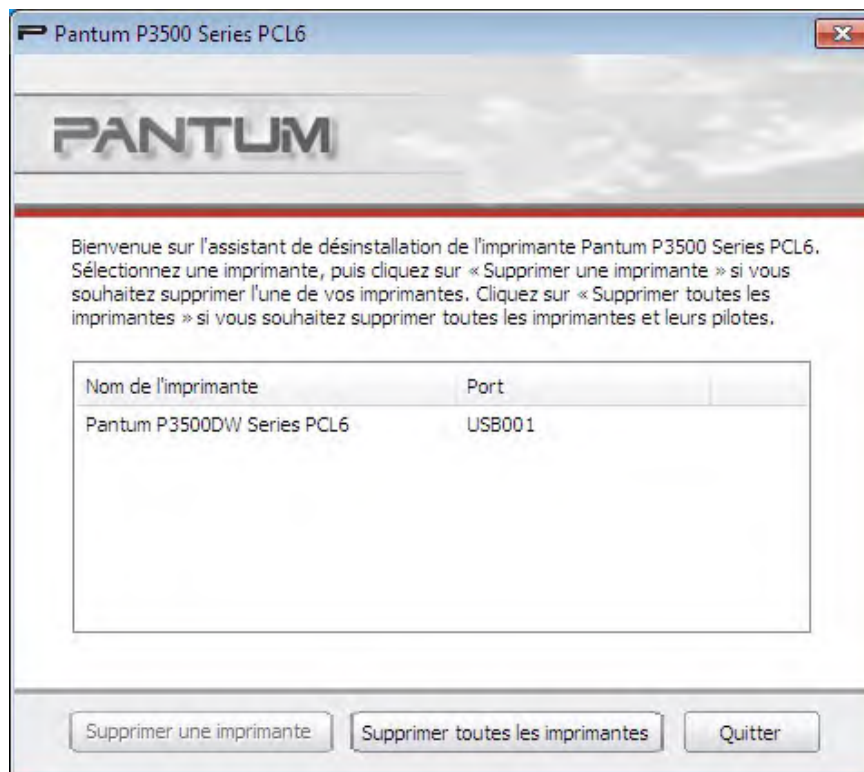 Pantum P3500 Series PCL6
PANTUM
Bienvenue sur l'assistant de désinstallation de l'imprimante Pantum P3500 Series PCL6.
Sélectionnez une imprimante, puis cliquez sur « Supprimer une imprimante » si vous
souhaitez supprimer l'une de vos imprimantes. Cliquez sur « Supprimer toutes les
imprimantes » si vous souhaitez supprimer toutes les imprimantes et leurs pilotes.
Nom de l'imprimante Port
Pantum P3500DW Series PCL6 USB001
Supprimer une imprimante Supprimer toutes les imprimantes Quitter